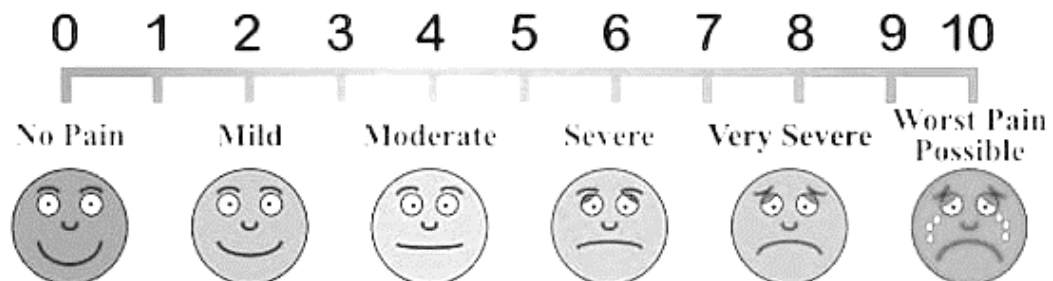 0 1 2 3 4 5 6 7 8 9 10
No Pain Mild Moderate Severe Very Severe Worst Pain
Possible